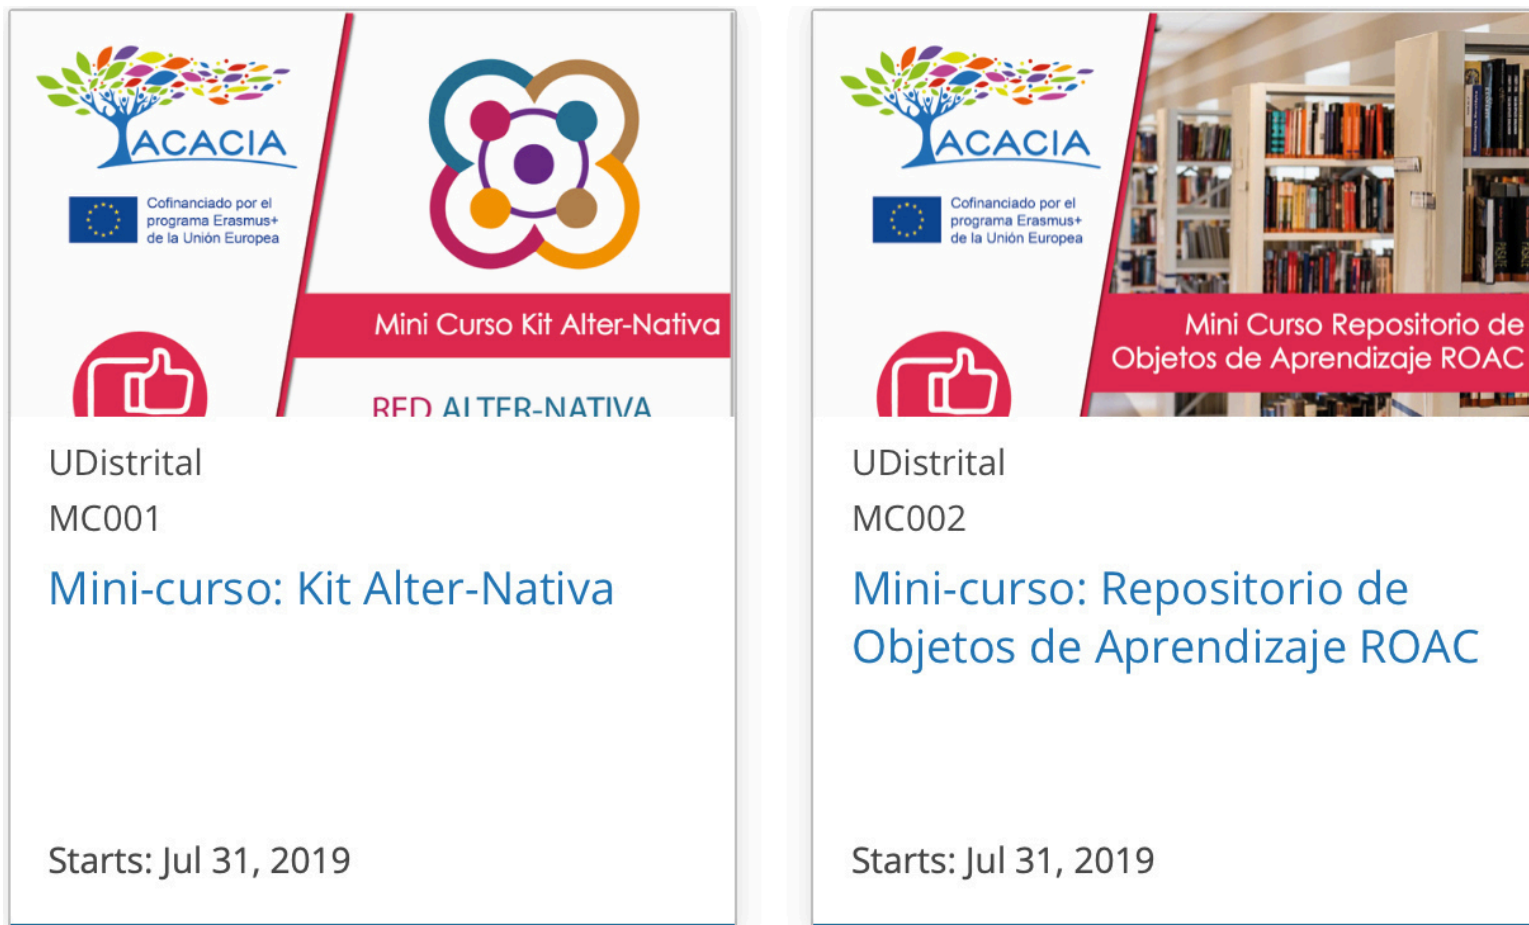 ACACIA
Cofinanciado por el
programa Erasmus+
de la Unión Europea
Mini Curso Kit Alter-Nativa
RED ALTER-NATIVA
UDistrital
MC001
Mini-curso: Kit Alter-Nativa
Starts: Jul 31, 2019
ACACIA
Cofinanciado por el
programa Erasmus+
de la Unión Europea
Mini Curso Repositorio de
Objetos de Aprendizaje ROAC
UDistrital
MC002
Mini-curso: Repositorio de
Objetos de Aprendizaje ROAC
Starts: Jul 31, 2019